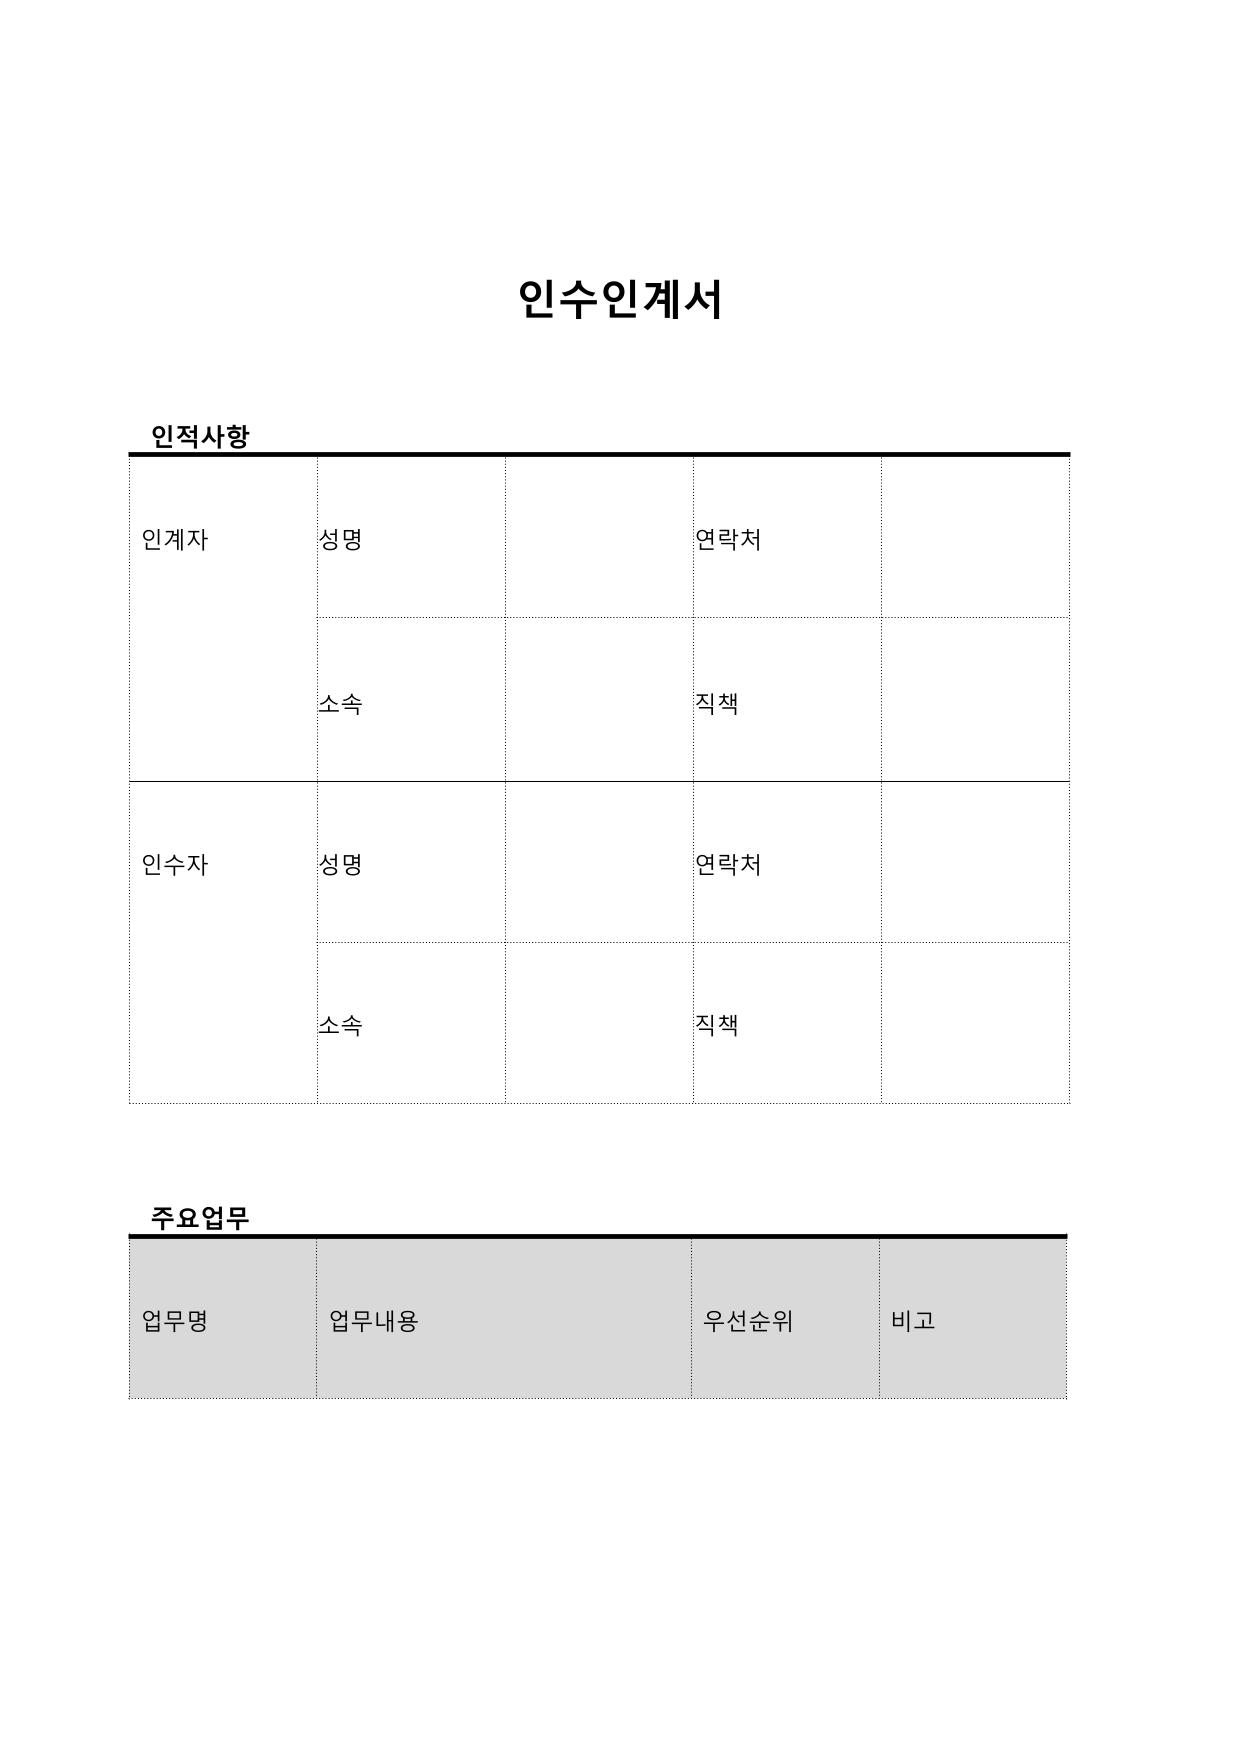 인수인계서
인적사항
인계자 성명 연락처
소속 직책
인수자 성명 연락처
소속 직책
주요업무
업무명 업무내용 우선순위 비고